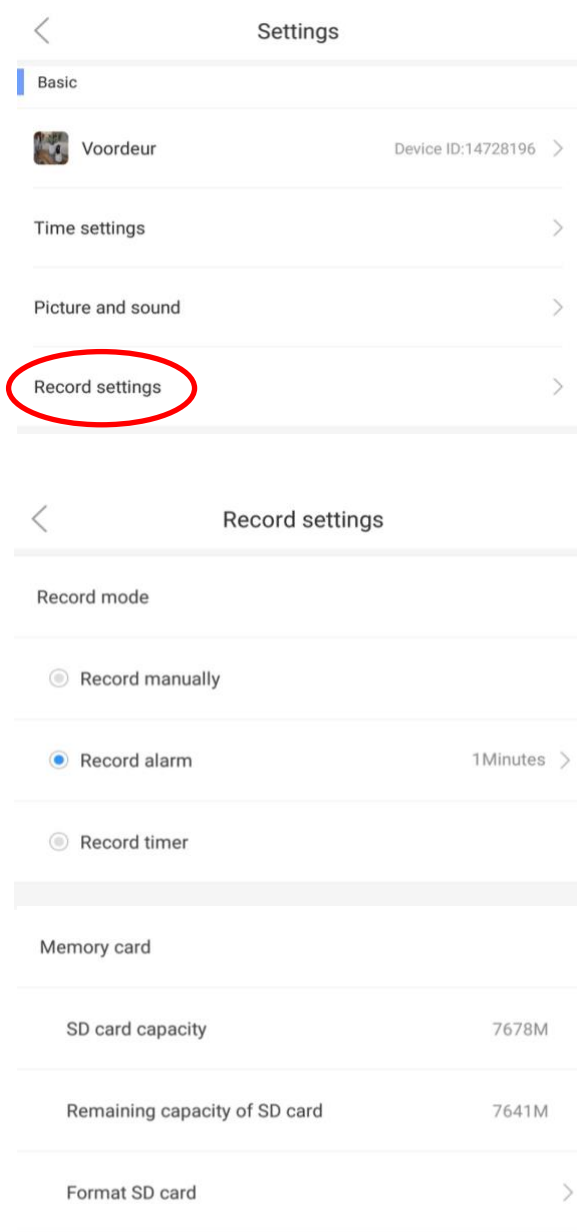 Settings
Basic
Voordeur Device ID:14728196
Time settings
Picture and sound
Record settings
Record settings
Record mode
Record manually
Record alarm 1Minutes
Record timer
Memory card
SD card capacity 7678M
Remaining capacity of SD card 7641M
Format SD card